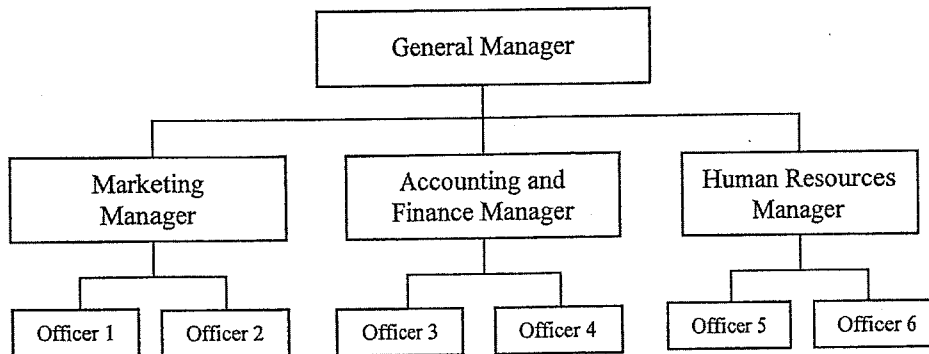 General Manager
Marketing
Manager
Accounting and
Finance Manager
Human Resources
Manager
Officer 1
Officer 2
Officer 3
Officer 4
Officer 5
Officer 6